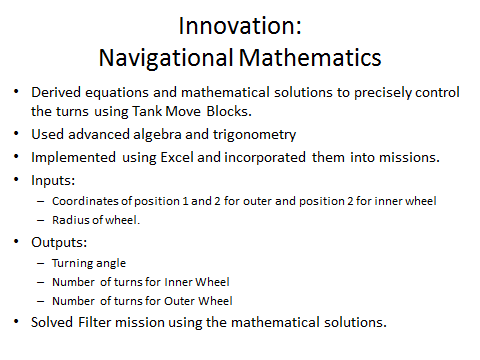 Innovation:
Navigational Mathematics
• Derived equations and mathematical solutions to precisely control
the turns using Tank Move Blocks.
• Used advanced algebra and trigonometry
• Implemented using Excel and incorporated them into missions.
• Inputs:
– Coordinates of position 1 and 2 for outer and position 2 for inner wheel
– Radius of wheel.
• Outputs:
– Turning angle
– Number of turns for Inner Wheel
– Number of turns for Outer Wheel
• Solved Filter mission using the mathematical solutions.